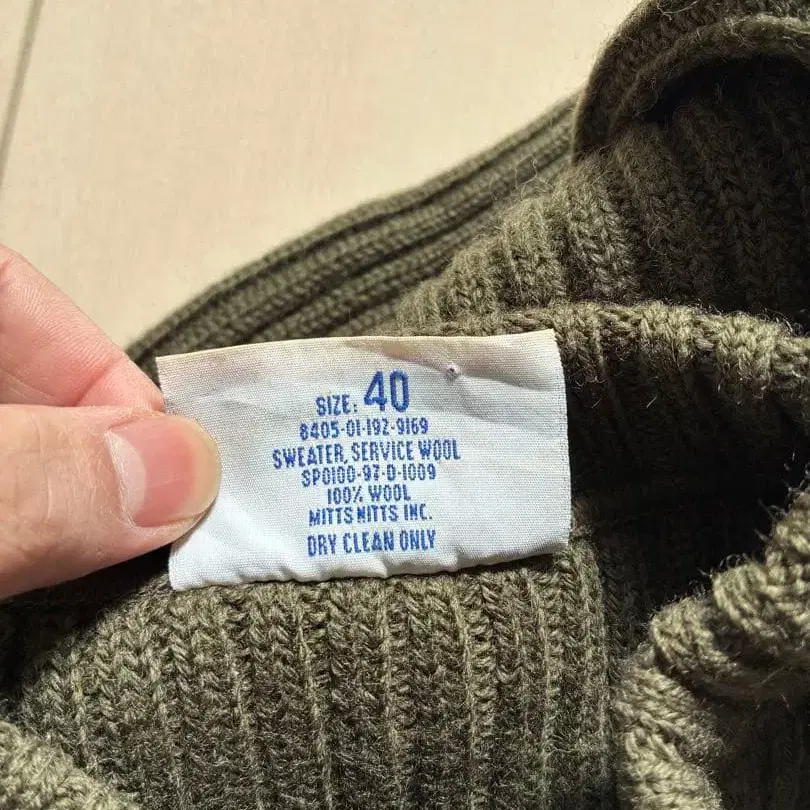 SIZE: 40
8405-01-192-9169
SWEATER, SERVICE WOOL
SP0100-97-D-1009
100% WOOL
MITTS NITTS INC.
DRY CLEAN ONLY